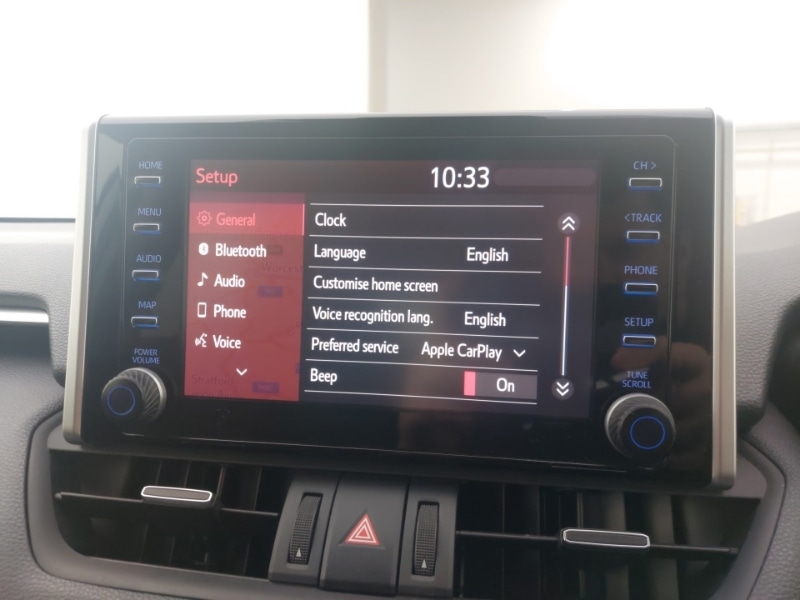 HOME
MENU
AUDIO
MAP
POWER
VOLUME
Setup 10:33
General
Bluetooth
Audio
Phone
Voice
Clock
Language English
Customise home screen
Voice recognition lang. English
Preferred service Apple CarPlay
Beep On
CH >
<TRACK
PHONE
SETUP
TUNE
SCROLL